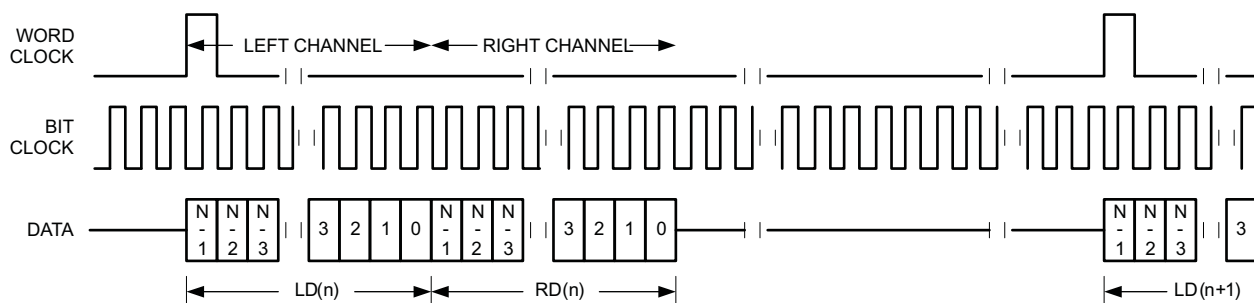 WORD
CLOCK
LEFT CHANNEL
RIGHT CHANNEL
BIT
CLOCK
DATA
N
-
1
N
-
2
N
-
3
3
2
1
0
N
-
1
N
-
2
N
-
3
3
2
1
0
N
-
1
N
-
2
N
-
3
3
LD(n)
RD(n)
LD(n+1)